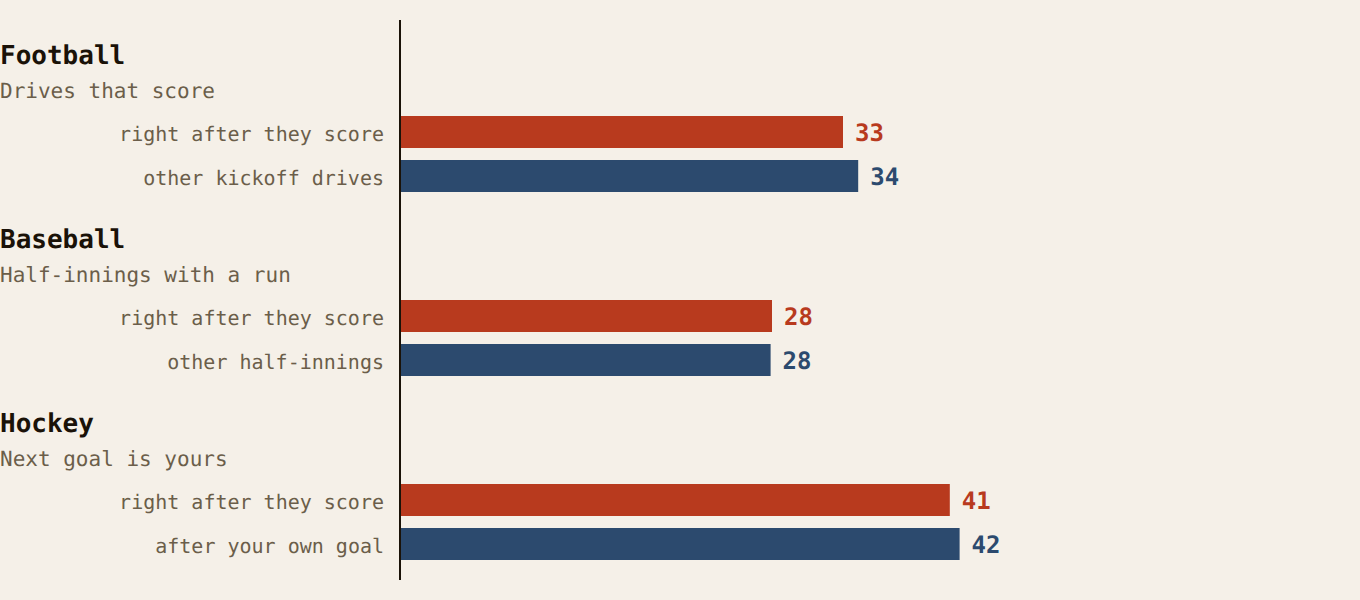 Football
Drives that score
right after they score 33
other kickoff drives 34
Baseball
Half-innings with a run
right after they score 28
other half-innings 28
Hockey
Next goal is yours
right after they score 41
after your own goal 42